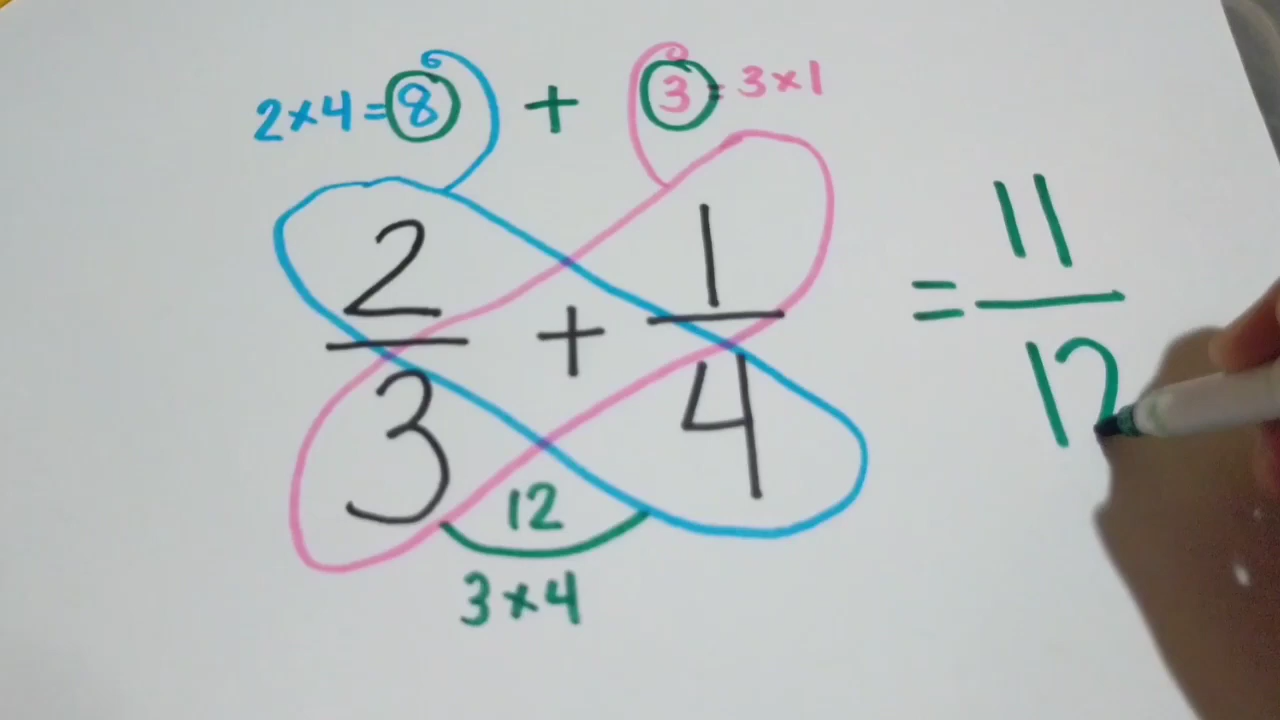 2×4=8 + 3=3×1
2/3 + 1/4 = 11/12
12
3×4